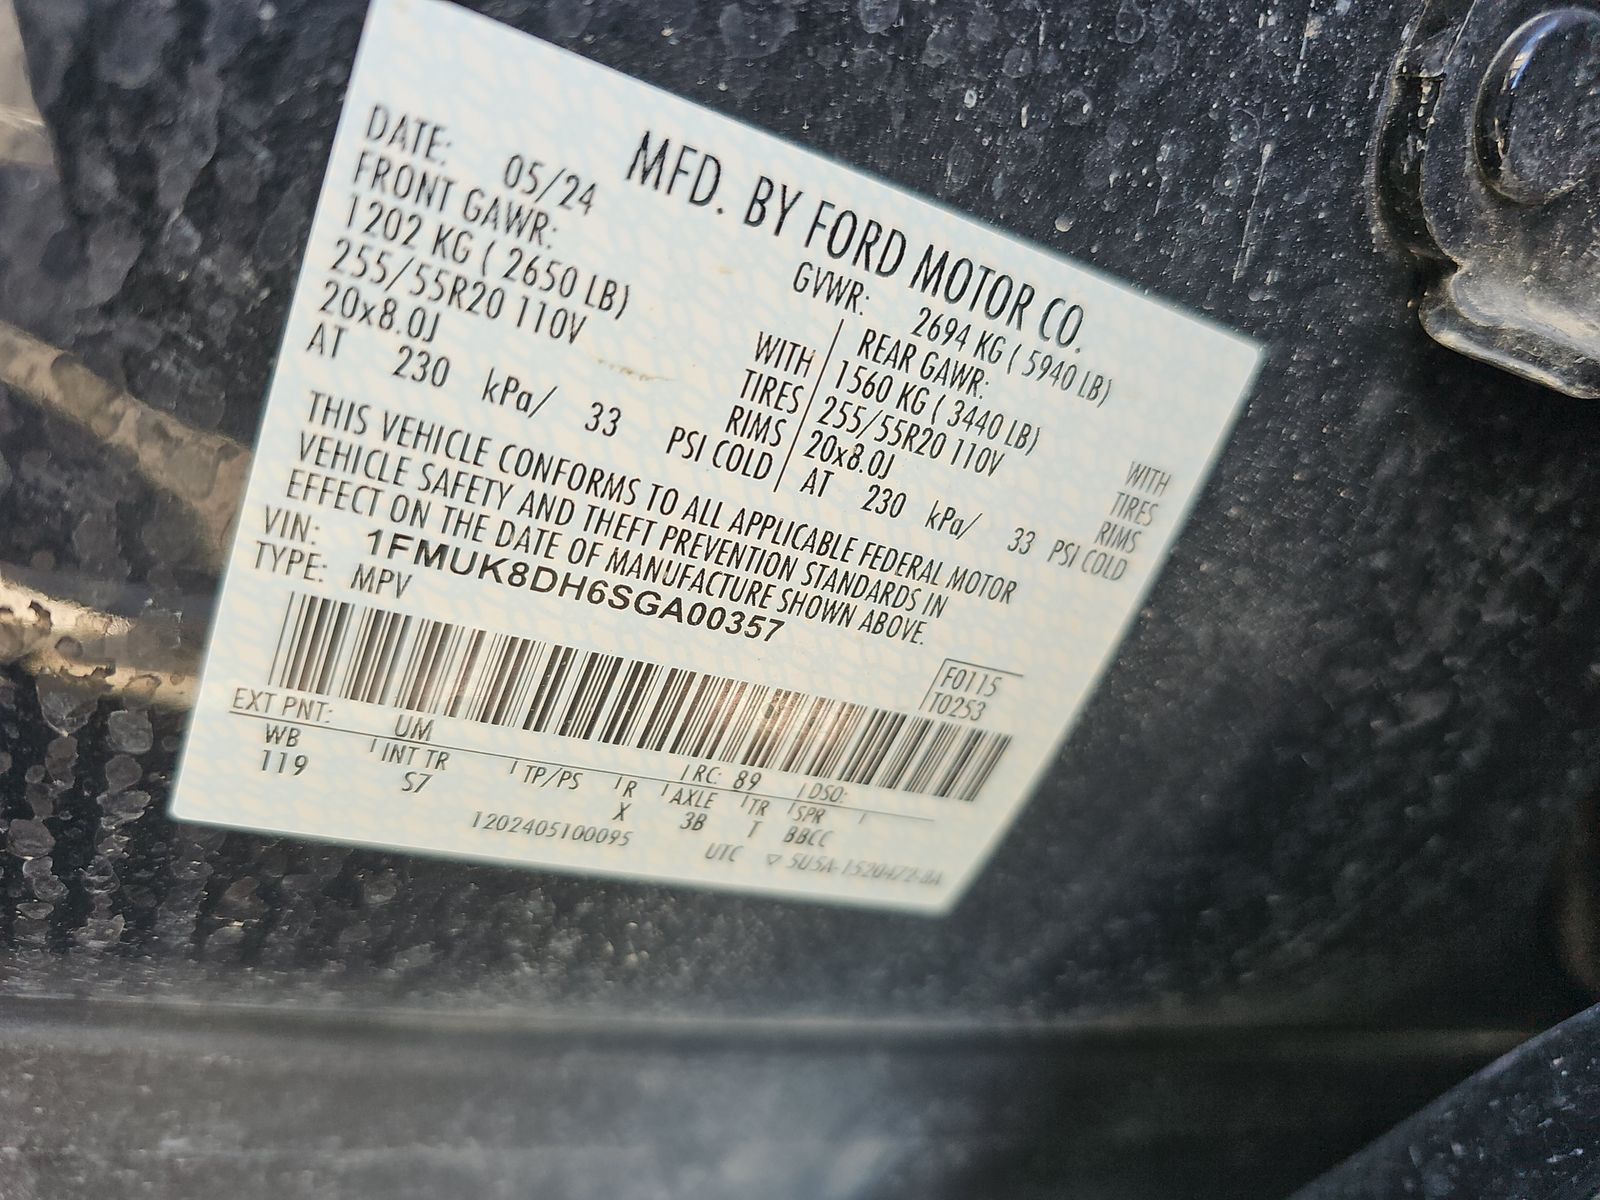 MFD. BY FORD MOTOR CO.
DATE: 05/24
GVWR: 2694 KG ( 5940 LB)
FRONT GAWR:
REAR GAWR:
1202 KG ( 2650 LB) WITH
1560 KG ( 3440 LB) WITH
255/55R20 110V TIRES
255/55R20 110V TIRES
20x8.0J RIMS
20x8.0J RIMS
AT 230 kPa/ 33 PSI COLD
AT 230 kPa/ 33 PSI COLD
THIS VEHICLE CONFORMS TO ALL APPLICABLE FEDERAL MOTOR
VEHICLE SAFETY AND THEFT PREVENTION STANDARDS IN
EFFECT ON THE DATE OF MANUFACTURE SHOWN ABOVE.
VIN: 1FMUK8DH6SGA00357
TYPE: MPV
F0115
T0253
EXT PNT: UM RC: 89 DSO:
WB INT TR TP/PS R AXLE TR SPR
119 S7 X 3B T BBCC
1202405100095
UTC ▽ SU5A-1520472-BA